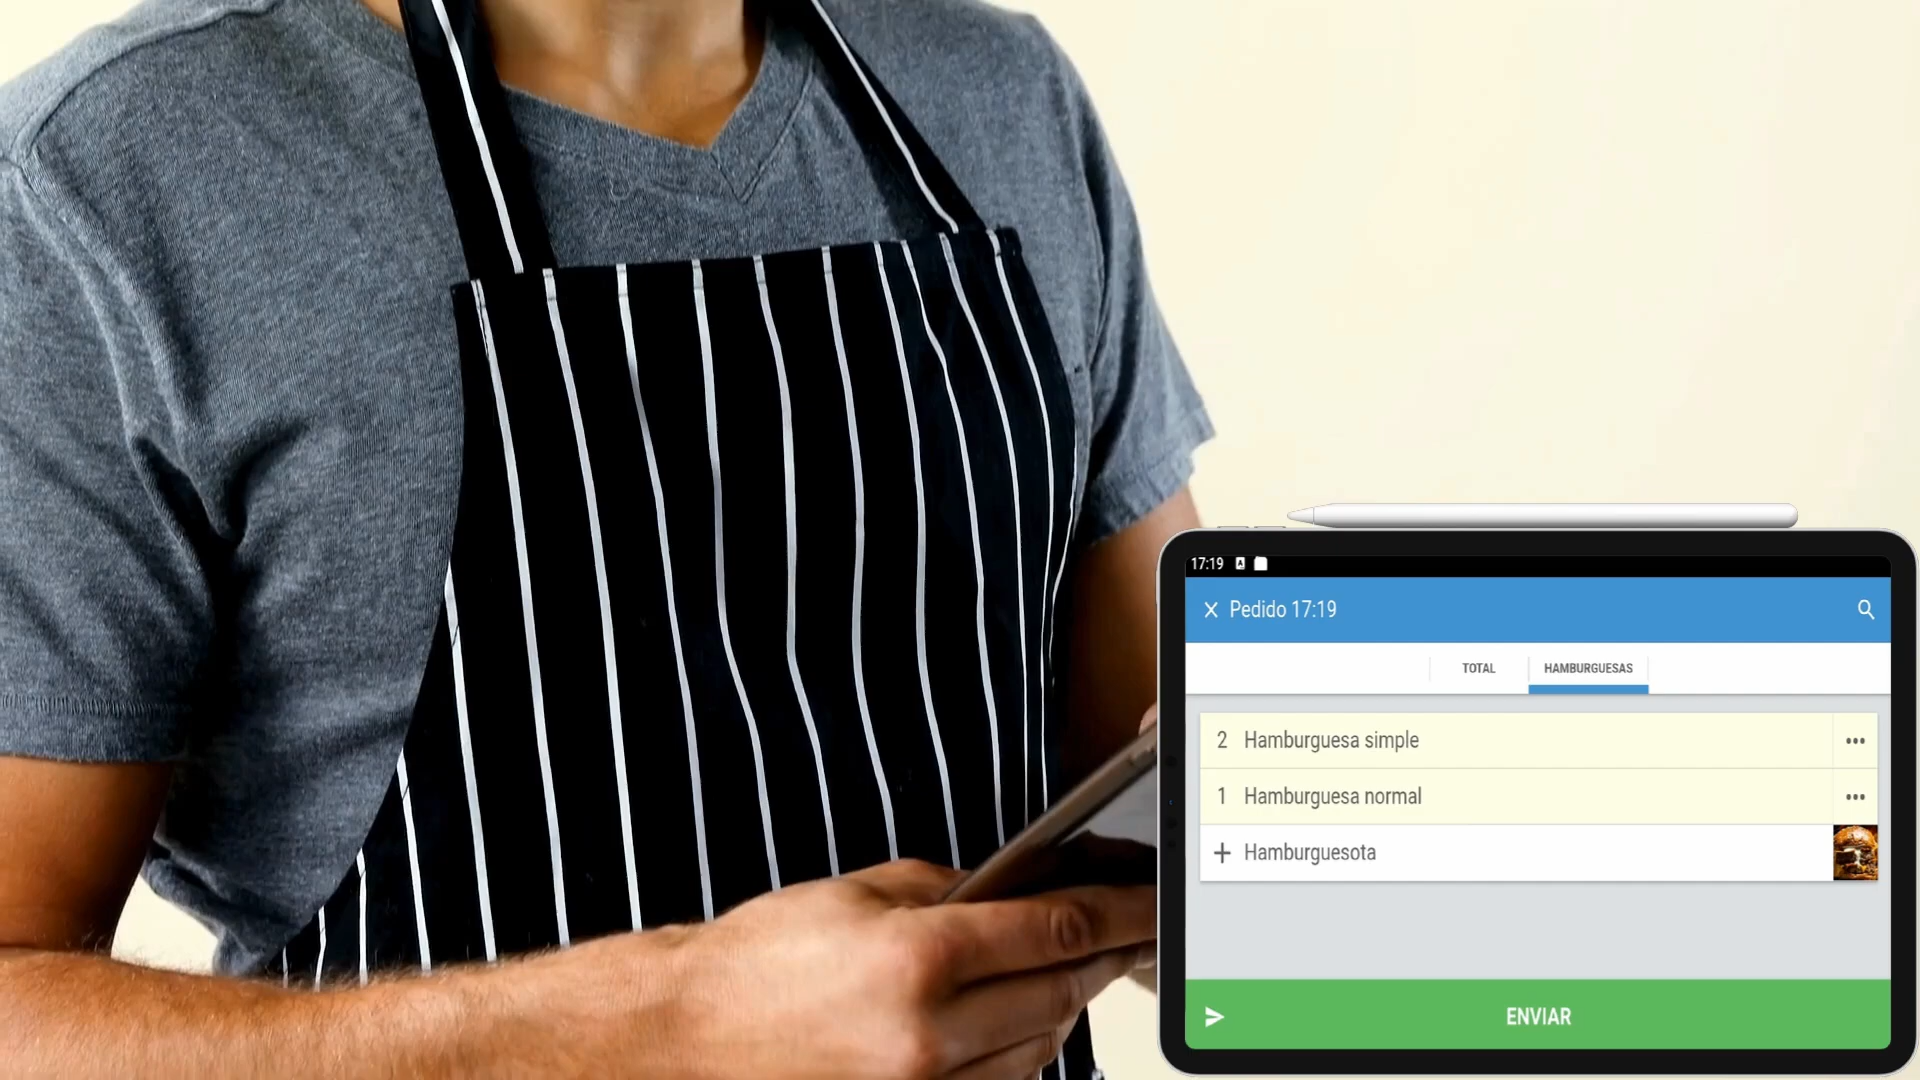 17:19
Pedido 17:19
TOTAL
HAMBURGUESAS
2 Hamburguesa simple
1 Hamburguesa normal
+ Hamburguesota
ENVIAR